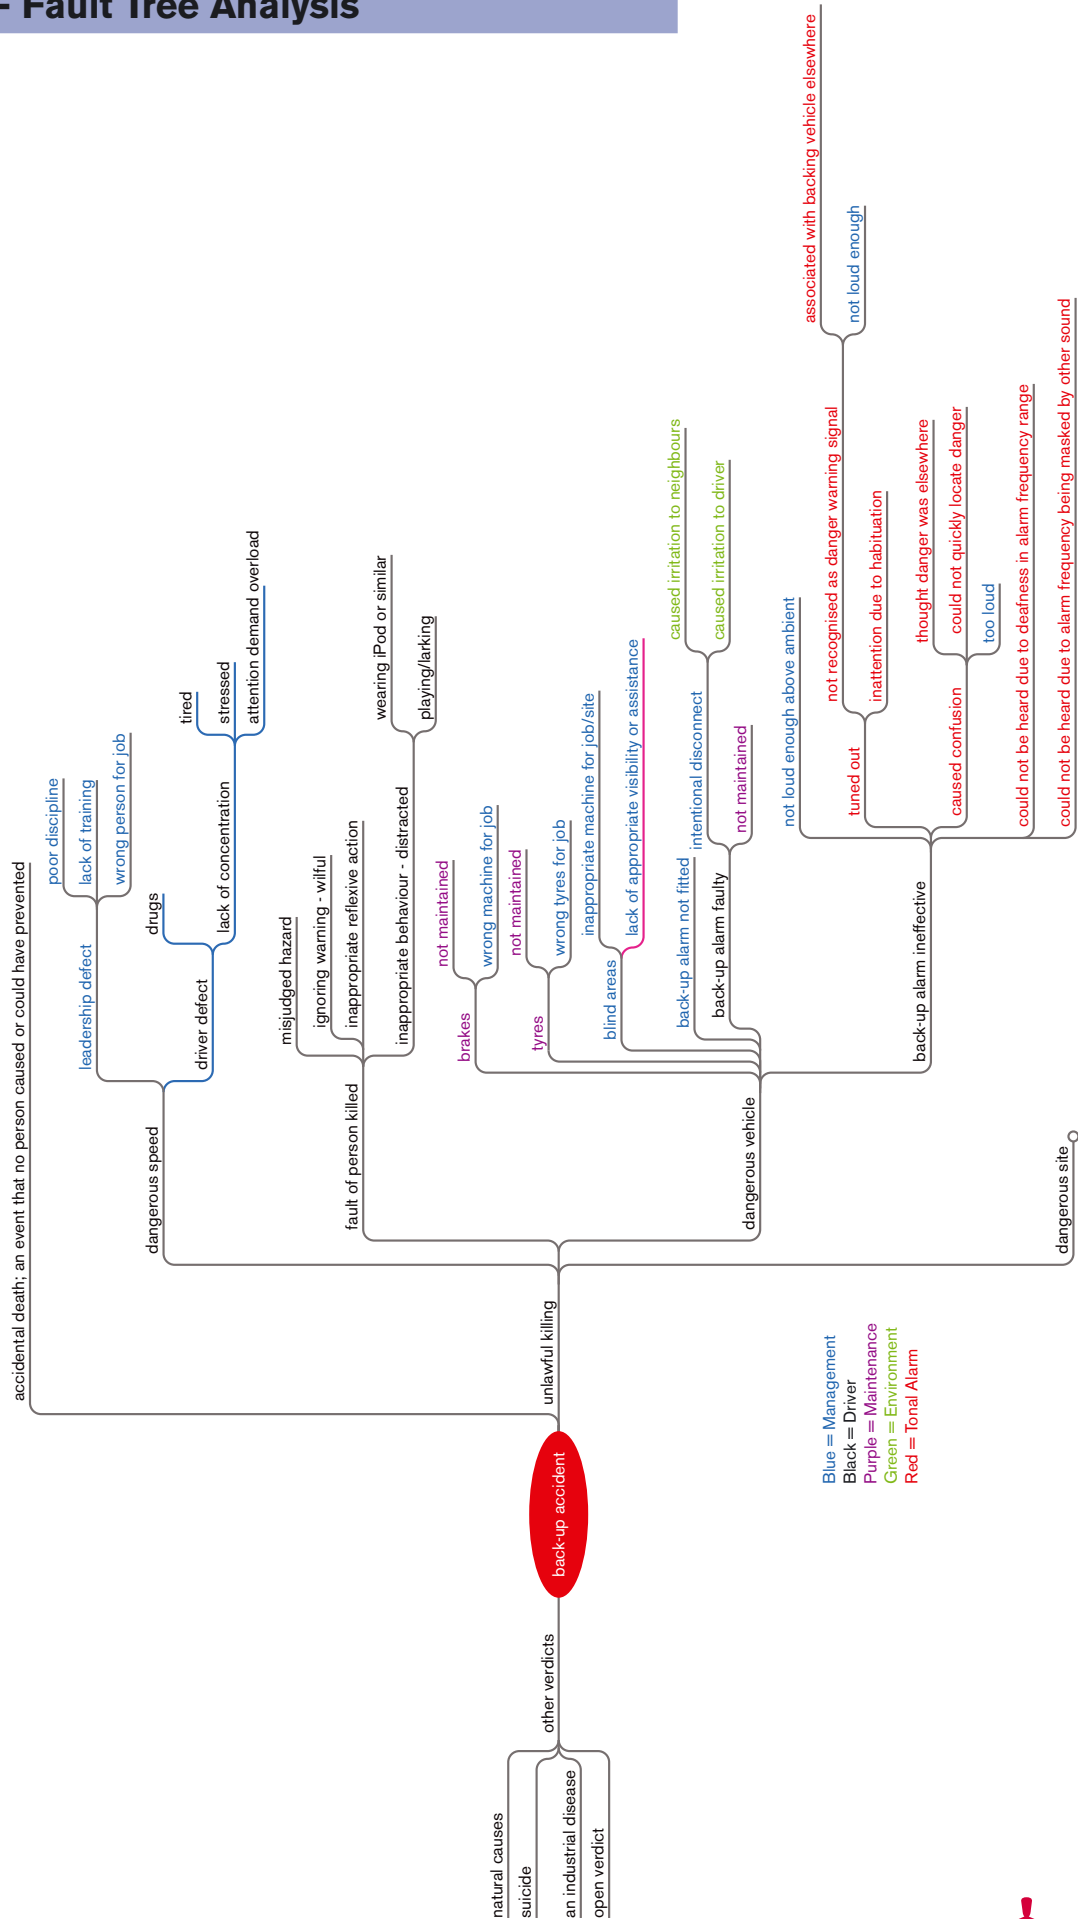 - Fault Tree Analysis
accidental death; an event that no person caused or could have prevented
poor discipline
lack of training
wrong person for job
leadership defect
drugs
tired
stressed
attention demand overload
lack of concentration
driver defect
dangerous speed
misjudged hazard
ignoring warning - wilful
inappropriate reflexive action
wearing iPod or similar
playing/larking
inappropriate behaviour - distracted
fault of person killed
not maintained
wrong machine for job
brakes
not maintained
wrong tyres for job
tyres
inappropriate machine for job/site
lack of appropriate visibility or assistance
blind areas
back-up alarm not fitted
caused irritation to neighbours
caused irritation to driver
intentional disconnect
not maintained
back-up alarm faulty
not loud enough above ambient
associated with backing vehicle elsewhere
not loud enough
not recognised as danger warning signal
inattention due to habituation
tuned out
thought danger was elsewhere
could not quickly locate danger
too loud
caused confusion
could not be heard due to deafness in alarm frequency range
could not be heard due to alarm frequency being masked by other sound
back-up alarm ineffective
dangerous vehicle
dangerous site
unlawful killing
back-up accident
other verdicts
natural causes
suicide
an industrial disease
open verdict
Blue = Management
Black = Driver
Purple = Maintenance
Green = Environment
Red = Tonal Alarm